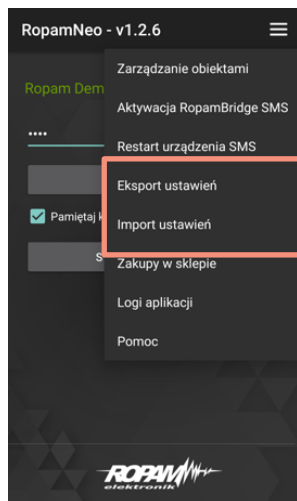 RopamNeo - v1.2.6
Ropam Dem
••••
Pamiętaj k
S
Zarządzanie obiektami
Aktywacja RopamBridge SMS
Restart urządzenia SMS
Eksport ustawień
Import ustawień
Zakupy w sklepie
Logi aplikacji
Pomoc
ROPAM
elektronik